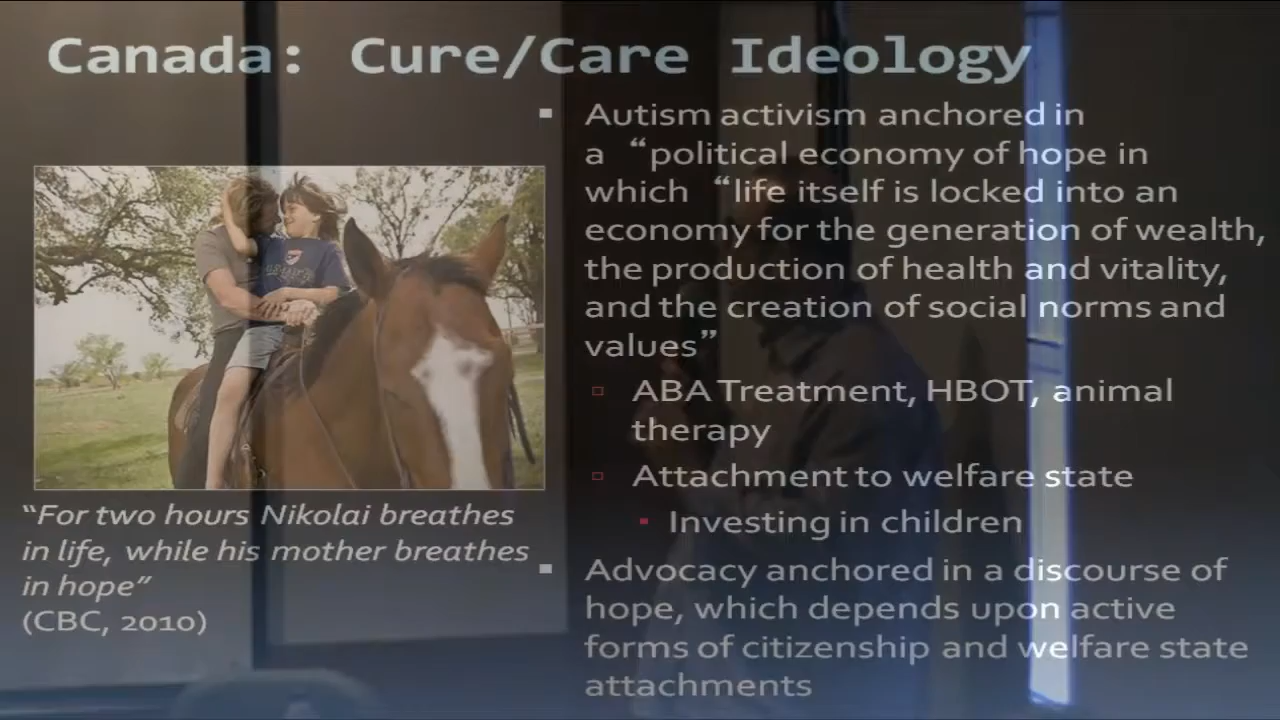 Canada: Cure/Care Ideology
Autism activism anchored in
a “political economy of hope in
which “life itself is locked into an
economy for the generation of wealth,
the production of health and vitality,
and the creation of social norms and
values”
ABA Treatment, HBOT, animal
therapy
Attachment to welfare state
Investing in children
Advocacy anchored in a discourse of
hope, which depends upon active
forms of citizenship and welfare state
attachments
“For two hours Nikolai breathes
in life, while his mother breathes
in hope”
(CBC, 2010)